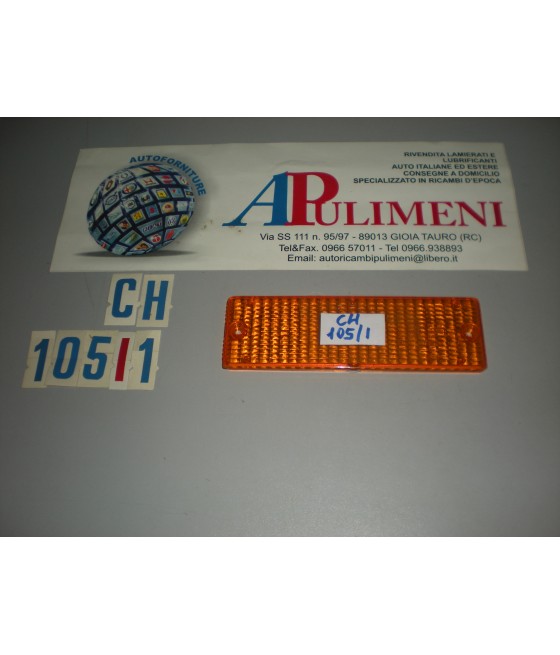 AUTOFORNITURE
RIVENDITA LAMIERATI E
LUBRIFICANTI
AUTO ITALIANE ED ESTERE
CONSEGNE A DOMICILIO
SPECIALIZZATO IN RICAMBI D'EPOCA
APULIMENI
Via SS 111 n. 95/97 - 89013 GIOIA TAURO (RC)
Tel&Fax. 0966 57011 - Tel 0966.938893
Email: autoricambipulimeni@libero.it
CH
105/1
CH
105/1